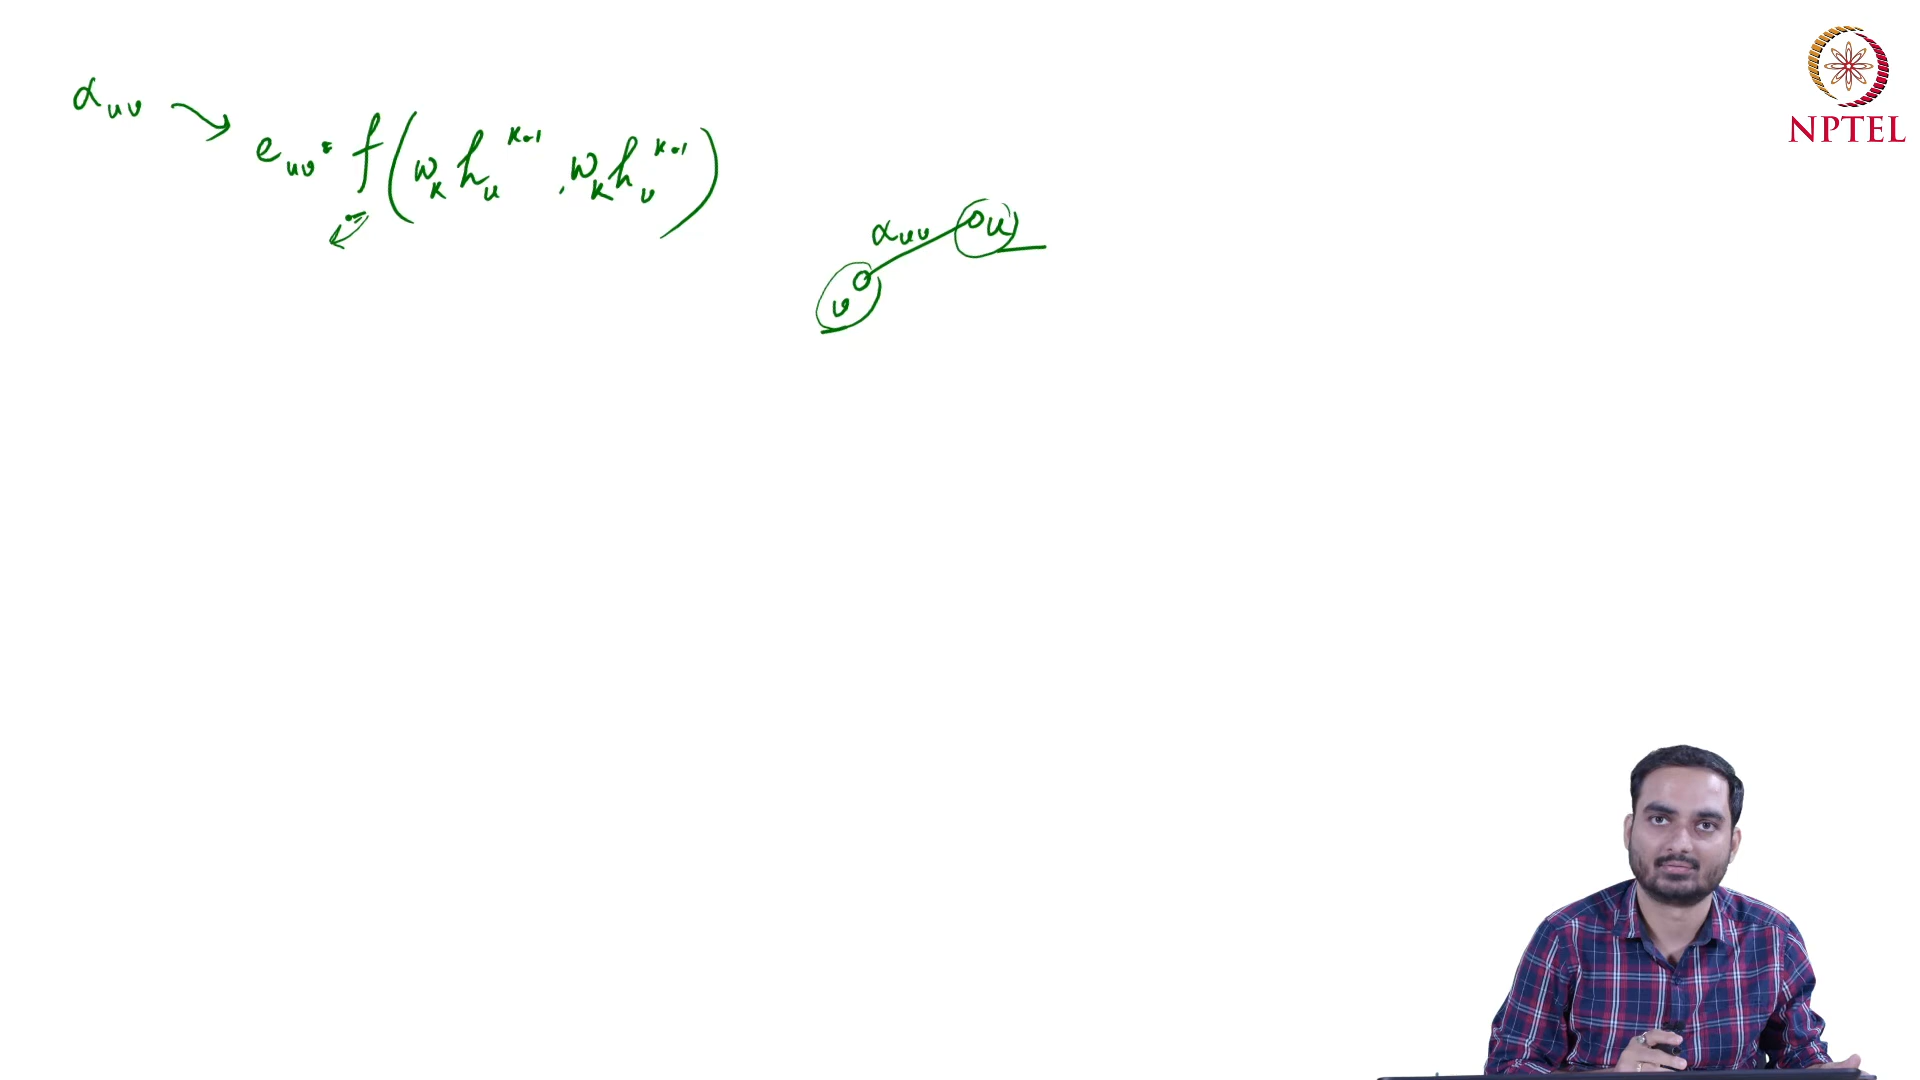 α_uv
e_uv = f(W_k h_u^{k-1}, W_k h_v^{k-1})
α_uv u
v
NPTEL